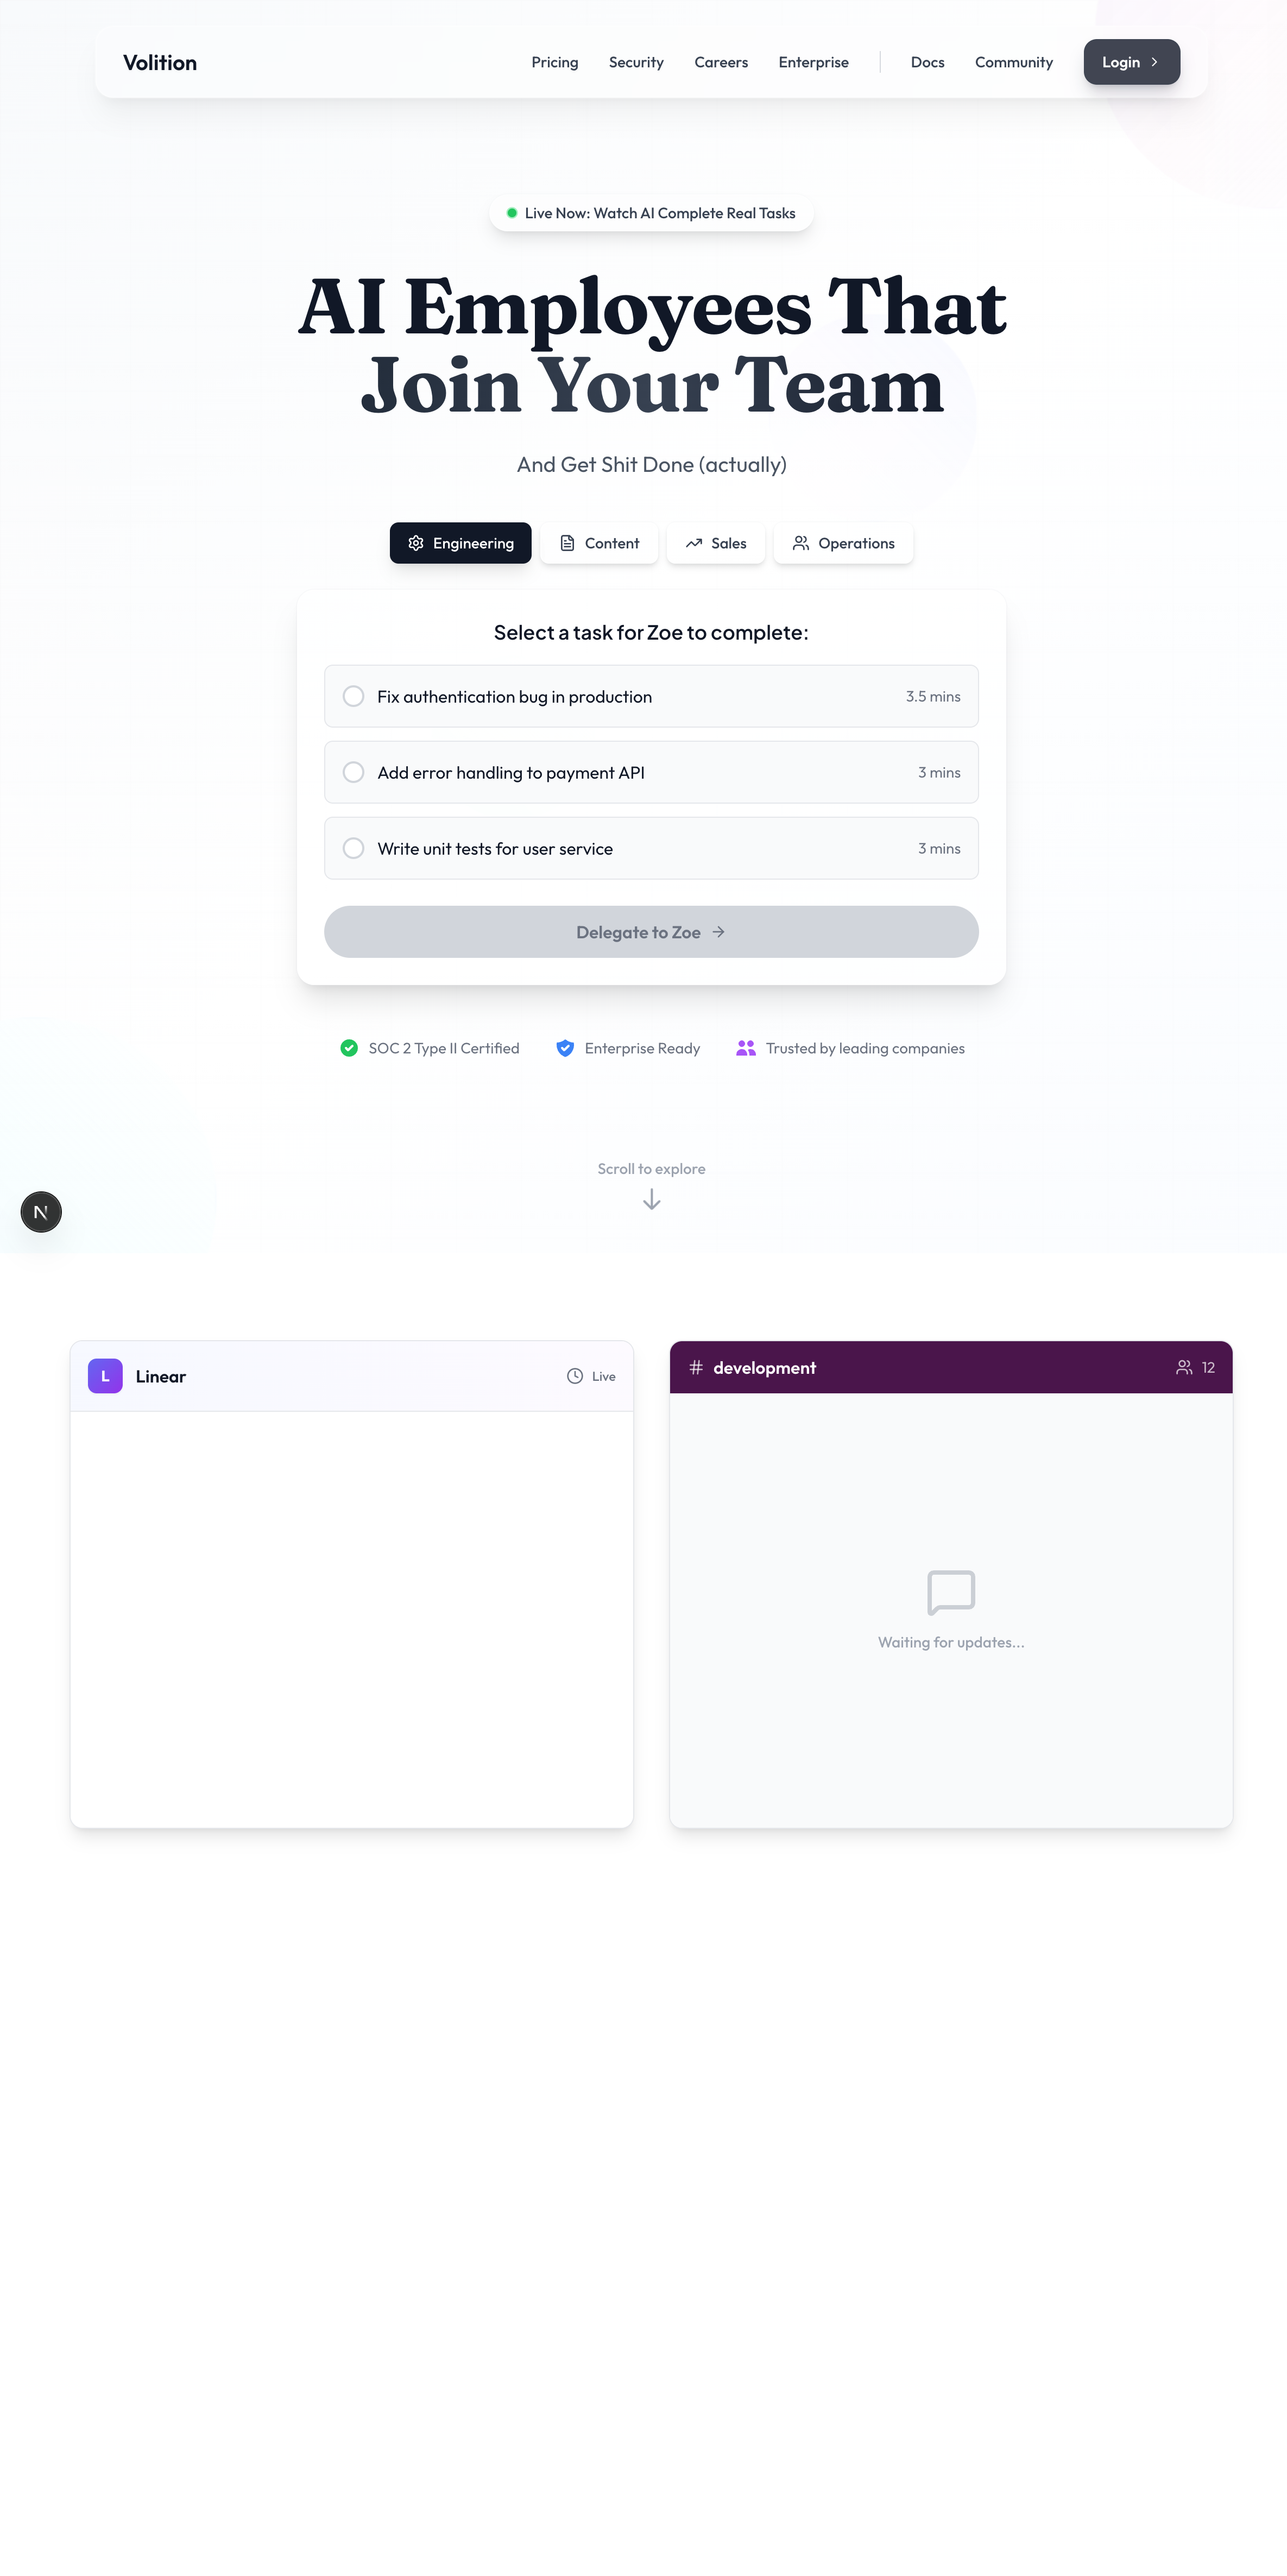 Volition
Pricing
Security
Careers
Enterprise
Docs
Community
Login
Live Now: Watch AI Complete Real Tasks
AI Employees That
Join Your Team
And Get Shit Done (actually)
Engineering
Content
Sales
Operations
Select a task for Zoe to complete:
Fix authentication bug in production
3.5 mins
Add error handling to payment API
3 mins
Write unit tests for user service
3 mins
Delegate to Zoe
SOC 2 Type II Certified
Enterprise Ready
Trusted by leading companies
Scroll to explore
N
L
Linear
Live
# development
12
Waiting for updates...